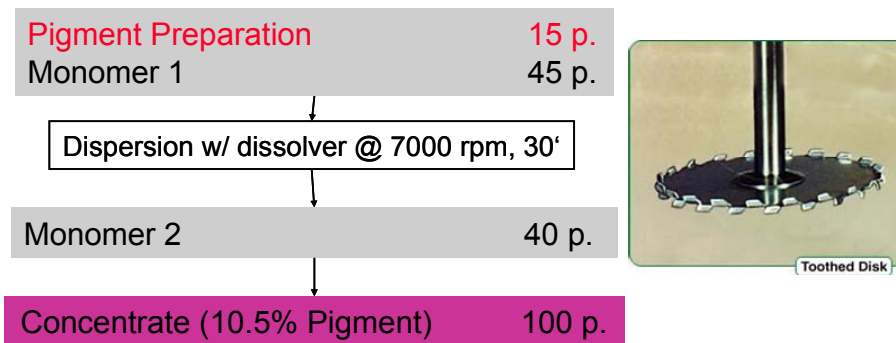 Pigment Preparation 15 p.
Monomer 1 45 p.
Dispersion w/ dissolver @ 7000 rpm, 30‘
Monomer 2 40 p.
Toothed Disk
Concentrate (10.5% Pigment) 100 p.